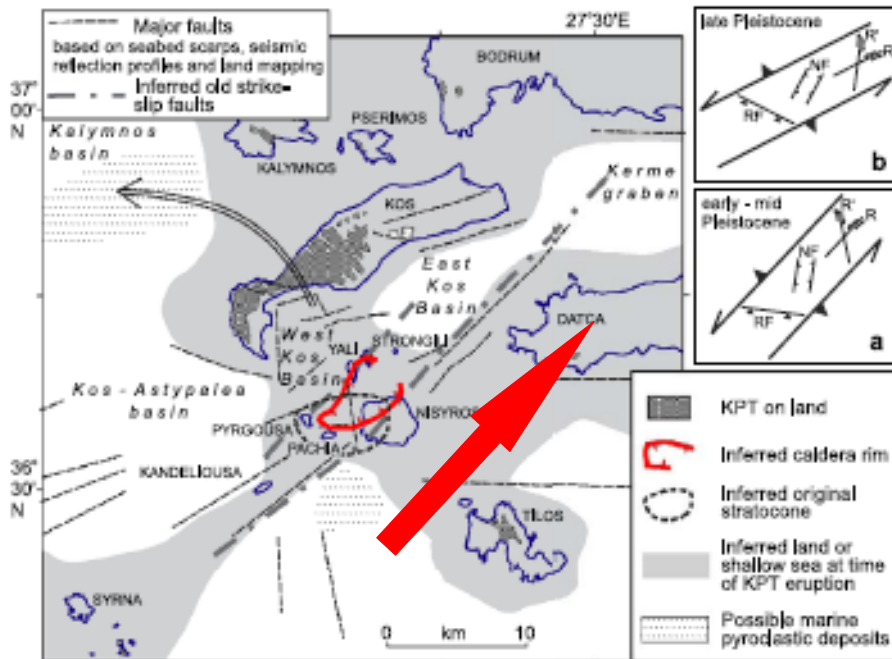 Major faults
based on seabed scarps, seismic
reflection profiles and land mapping
Inferred old strike-
slip faults
27°30'E
BODRUM
37°
00'
N
Kalymnos
basin
PSERIMOS
KALYMNOS
KOS
Kerme
graben
East
Kos
Basin
DATCA
West
Kos
Basin
YALI
STRONGILI
Kos - Astypalea
basin
NISYROS
PYRGOUSA
PACHIA
KANDELIOUSA
36°
30'
N
TILOS
SYRNA
0 km 10
late Pleistocene
R'
R
NF
RF
b
early - mid
Pleistocene
R'
R
NF
RF
a
KPT on land
Inferred caldera rim
Inferred original
stratocone
Inferred land or
shallow sea at time
of KPT eruption
Possible marine
pyroclastic deposits